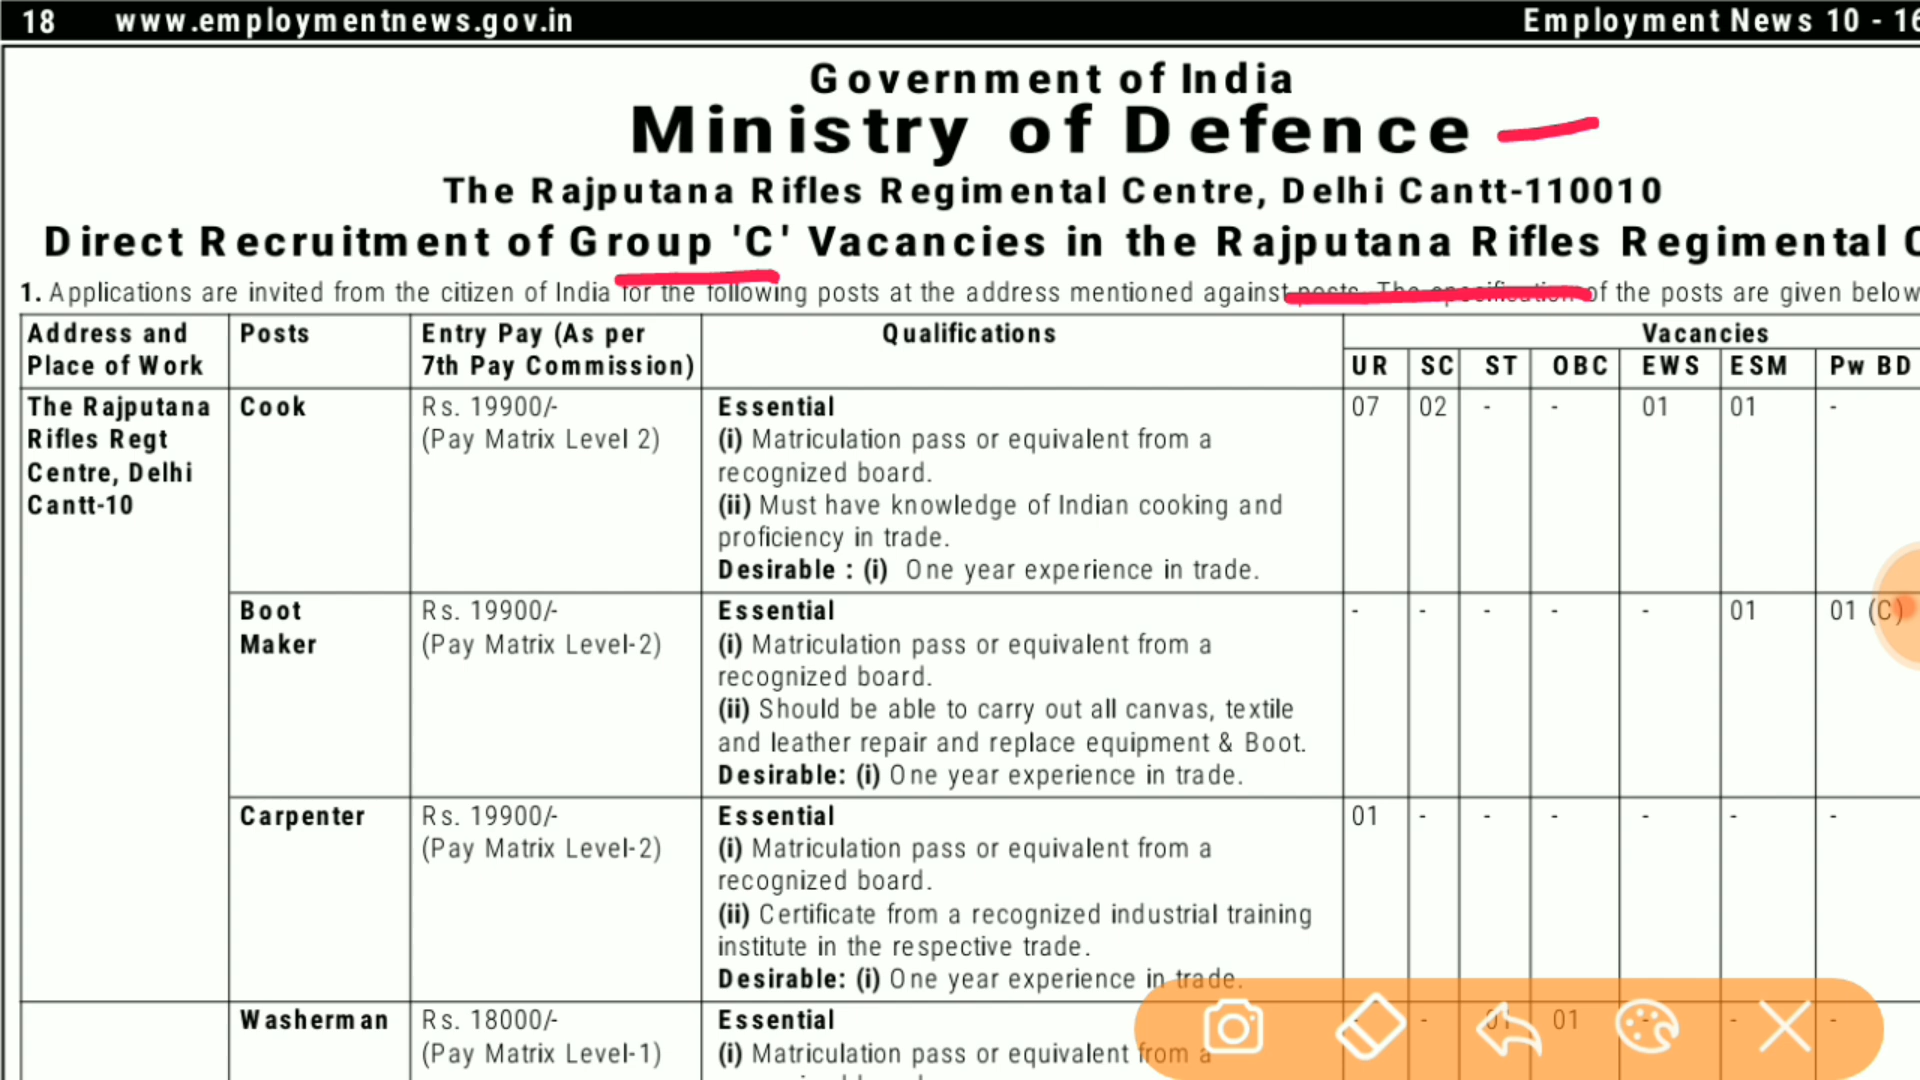 18 www.employmentnews.gov.in Employment News 10 - 16
Government of India
Ministry of Defence
The Rajputana Rifles Regimental Centre, Delhi Cantt-110010
Direct Recruitment of Group 'C' Vacancies in the Rajputana Rifles Regimental C
1. Applications are invited from the citizen of India for the following posts at the address mentioned against posts. The specification of the posts are given below
Address and Place of Work
Posts
Entry Pay (As per 7th Pay Commission)
Qualifications
Vacancies
UR SC ST OBC EWS ESM Pw BD
The Rajputana
Rifles Regt
Centre, Delhi
Cantt-10
Cook
Rs. 19900/-
(Pay Matrix Level 2)
Essential
(i) Matriculation pass or equivalent from a
recognized board.
(ii) Must have knowledge of Indian cooking and
proficiency in trade.
Desirable : (i) One year experience in trade.
07 02 - - 01 01 -
Boot
Maker
Rs. 19900/-
(Pay Matrix Level-2)
Essential
(i) Matriculation pass or equivalent from a
recognized board.
(ii) Should be able to carry out all canvas, textile
and leather repair and replace equipment & Boot.
Desirable: (i) One year experience in trade.
- - - - - 01 01 (C)
Carpenter
Rs. 19900/-
(Pay Matrix Level-2)
Essential
(i) Matriculation pass or equivalent from a
recognized board.
(ii) Certificate from a recognized industrial training
institute in the respective trade.
Desirable: (i) One year experience in trade.
01 - - - - - -
Washerman
Rs. 18000/-
(Pay Matrix Level-1)
Essential
(i) Matriculation pass or equivalent from a
- - 01 01 - - -